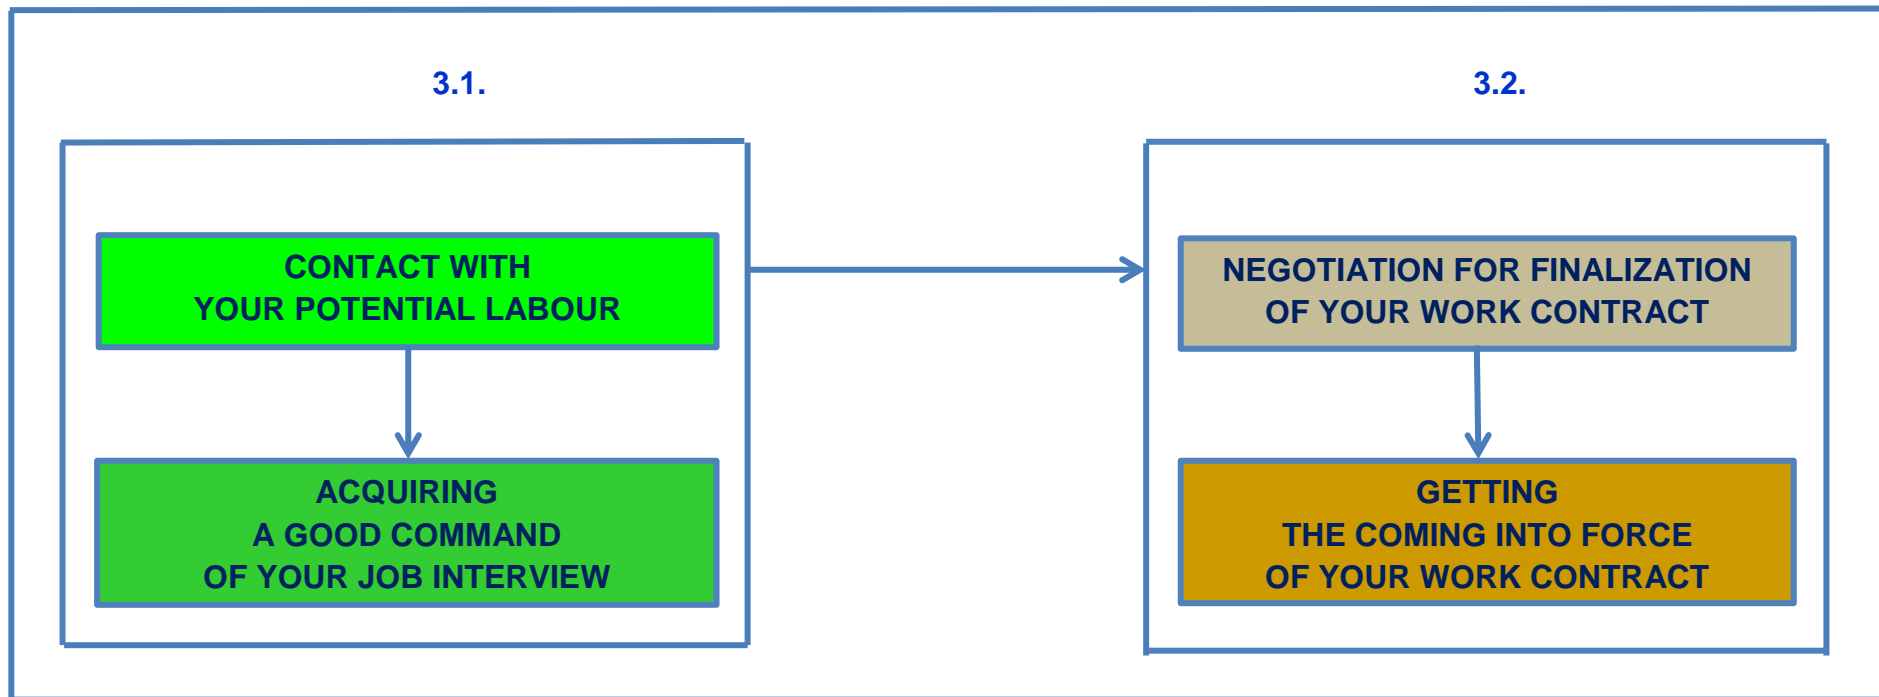 3.1.
CONTACT WITH
YOUR POTENTIAL LABOUR
ACQUIRING
A GOOD COMMAND
OF YOUR JOB INTERVIEW
3.2.
NEGOTIATION FOR FINALIZATION
OF YOUR WORK CONTRACT
GETTING
THE COMING INTO FORCE
OF YOUR WORK CONTRACT